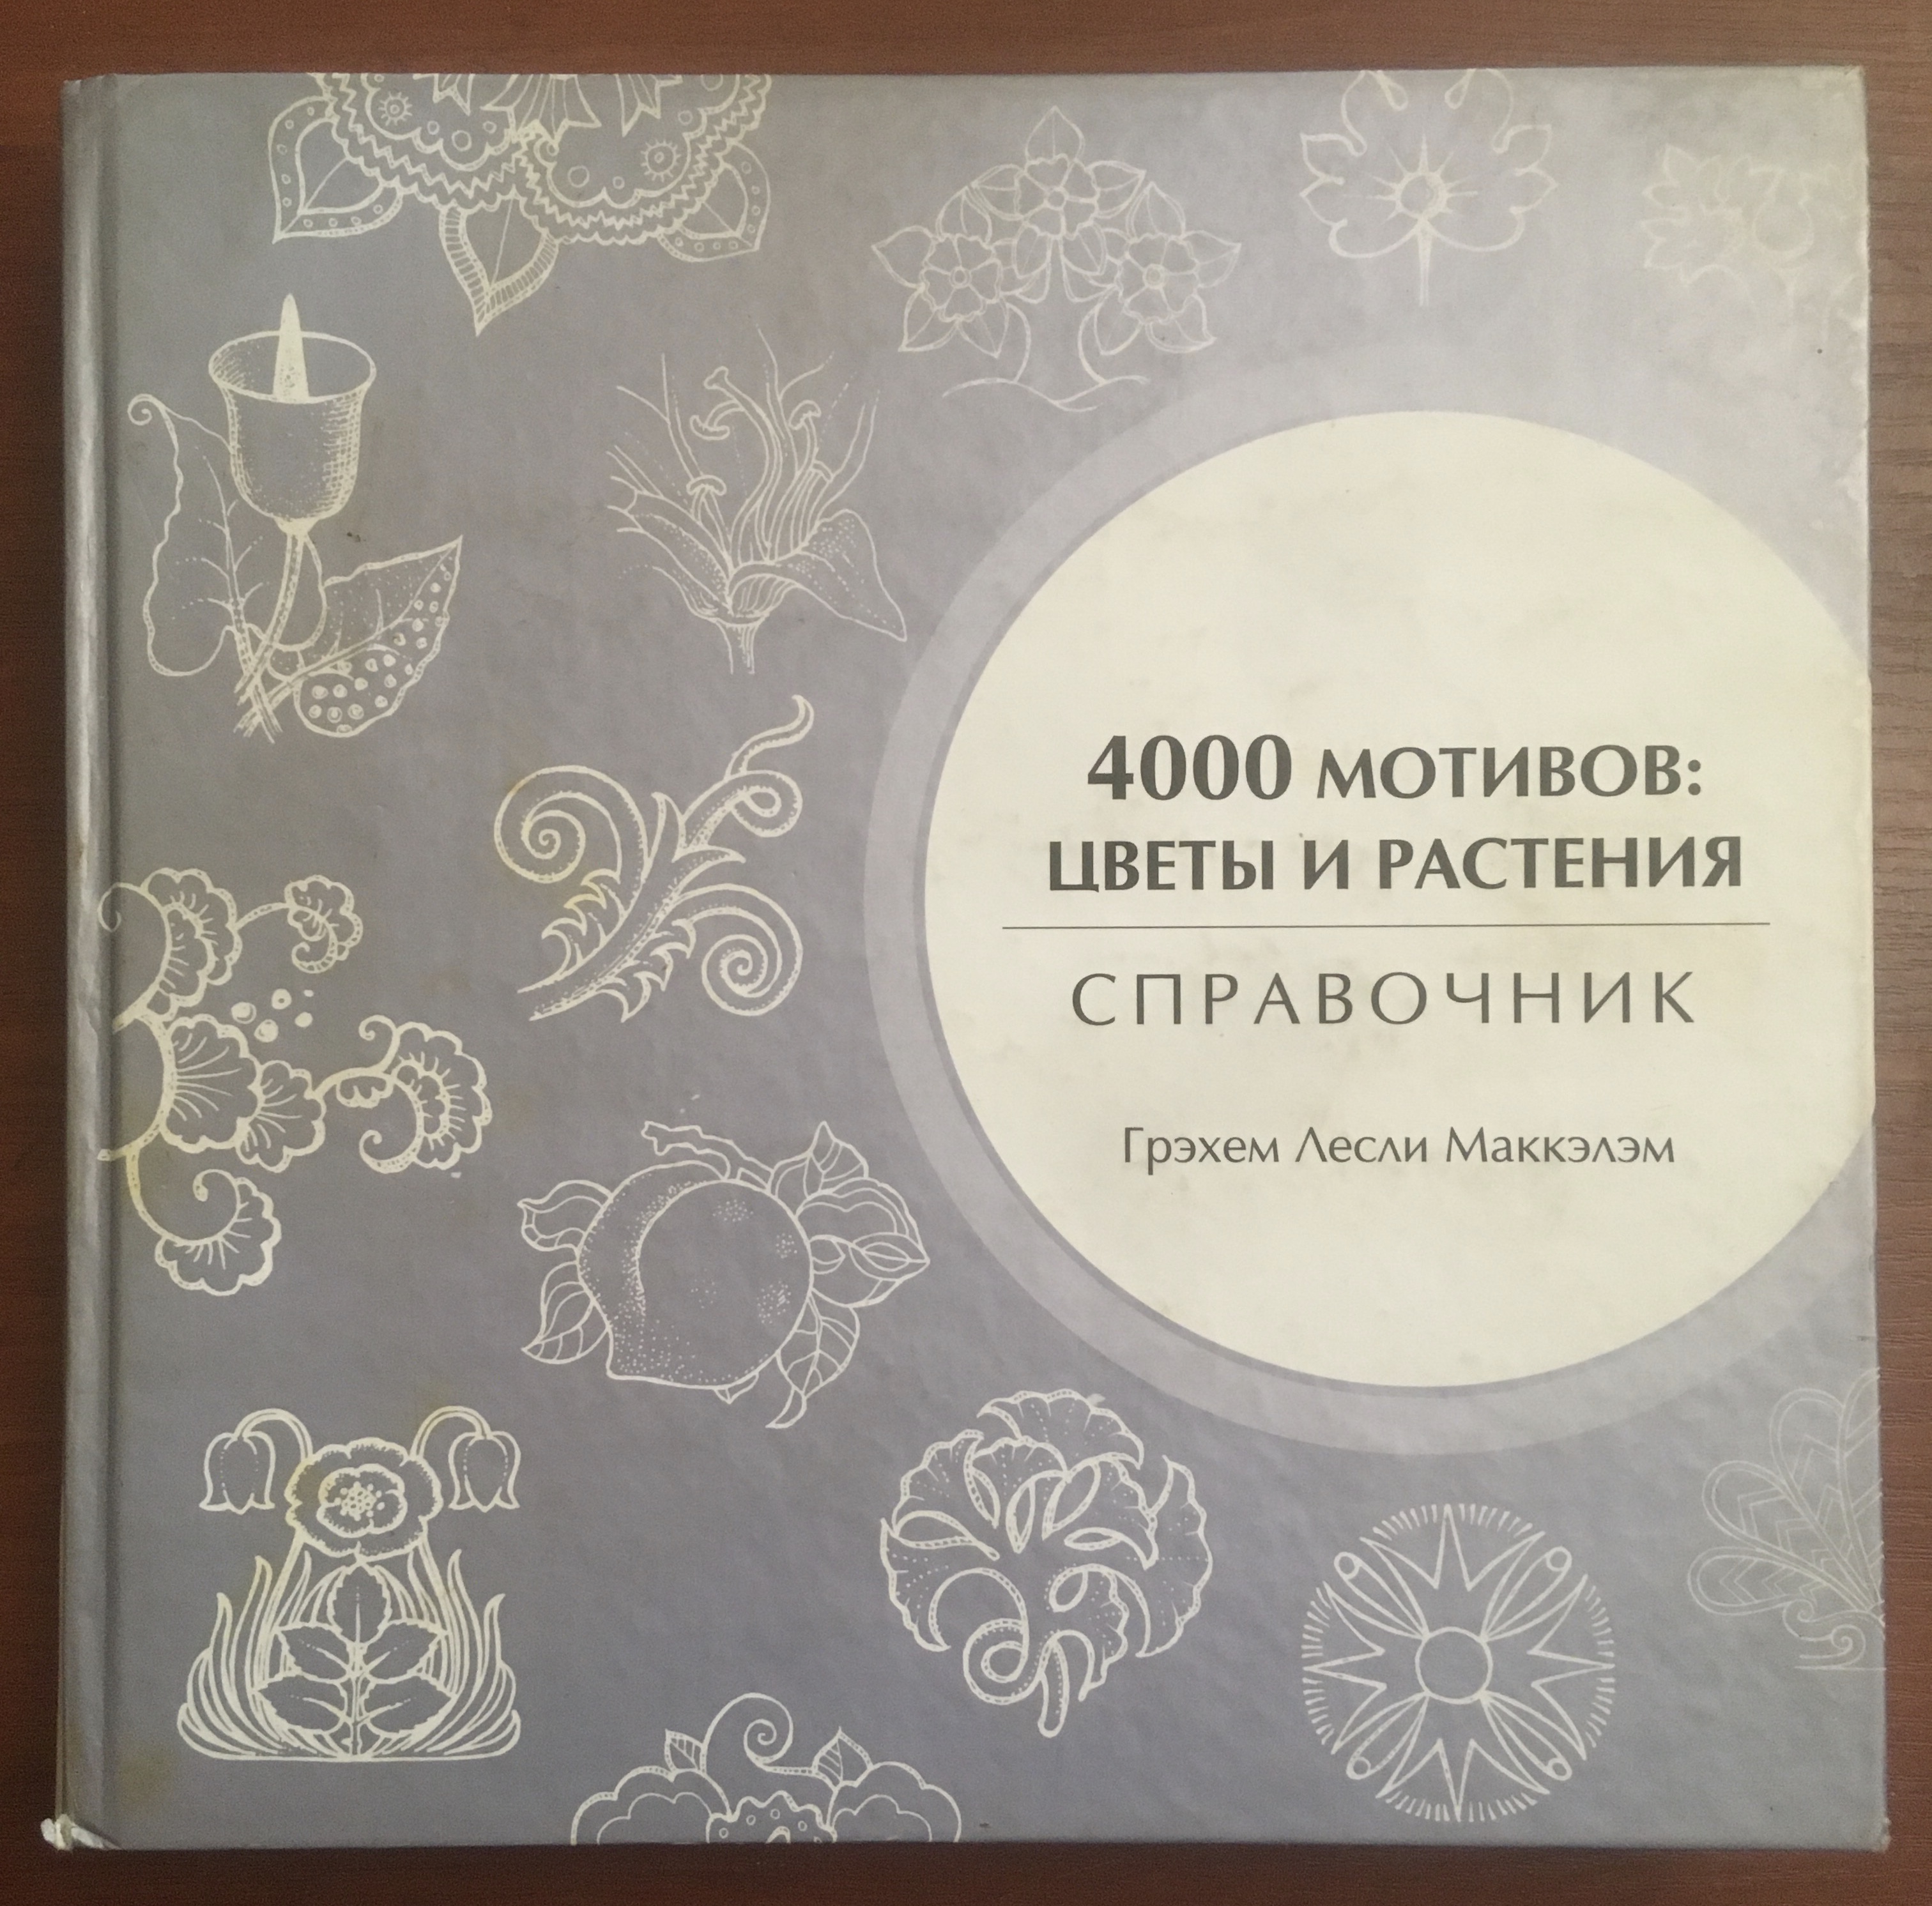 4000 МОТИВОВ:
ЦВЕТЫ И РАСТЕНИЯ
СПРАВОЧНИК
Грэхем Лесли Маккэлэм